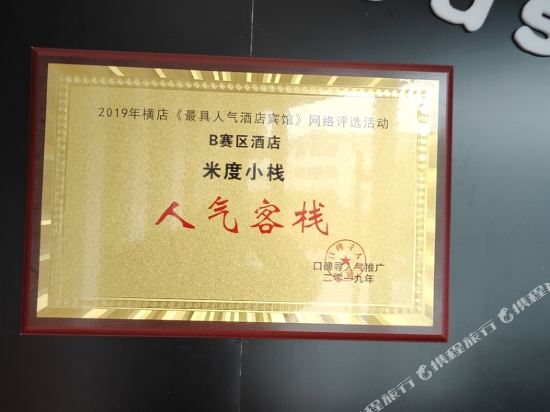 2019年横店《最具人气酒店宾馆》网络评选活动
B赛区酒店
米度小栈
人气客栈
口碑寻人气推广
二零一九年
携程旅行